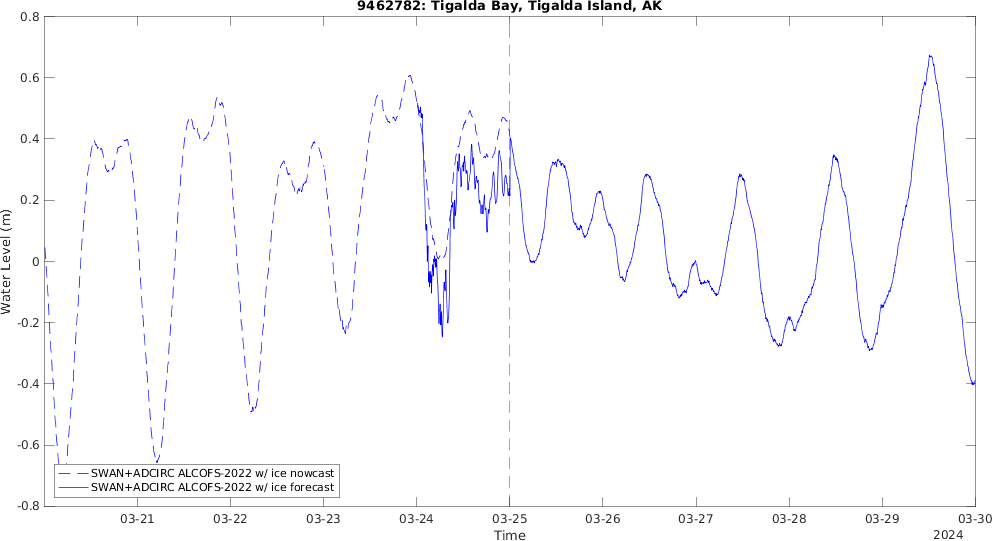 9462782: Tigalda Bay, Tigalda Island, AK
0.8
0.6
0.4
0.2
0
-0.2
-0.4
-0.6
-0.8
Water Level (m)
SWAN+ADCIRC ALCOFS-2022 w/ ice nowcast
SWAN+ADCIRC ALCOFS-2022 w/ ice forecast
03-21 03-22 03-23 03-24 03-25 03-26 03-27 03-28 03-29 03-30
Time
2024